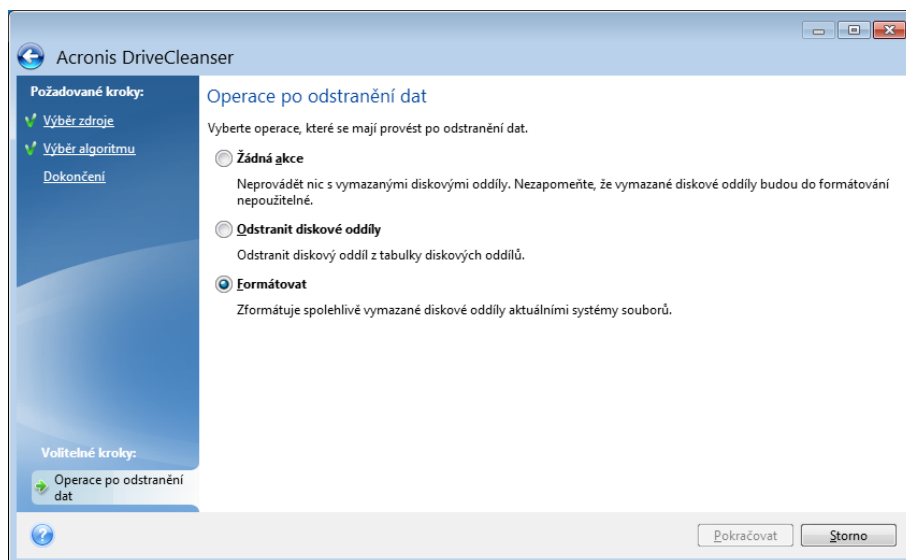 Acronis DriveCleanser
Požadované kroky:
Výběr zdroje
Výběr algoritmu
Dokončení
Volitelné kroky:
Operace po odstranění
dat
Operace po odstranění dat
Vyberte operace, které se mají provést po odstranění dat.
Žádná akce
Neprovádět nic s vymazanými diskovými oddíly. Nezapomeňte, že vymazané diskové oddíly budou do formátování
nepoužitelné.
Odstranit diskové oddíly
Odstranit diskový oddíl z tabulky diskových oddílů.
Formátovat
Zformátuje spolehlivě vymazané diskové oddíly aktuálními systémy souborů.
Pokračovat
Storno